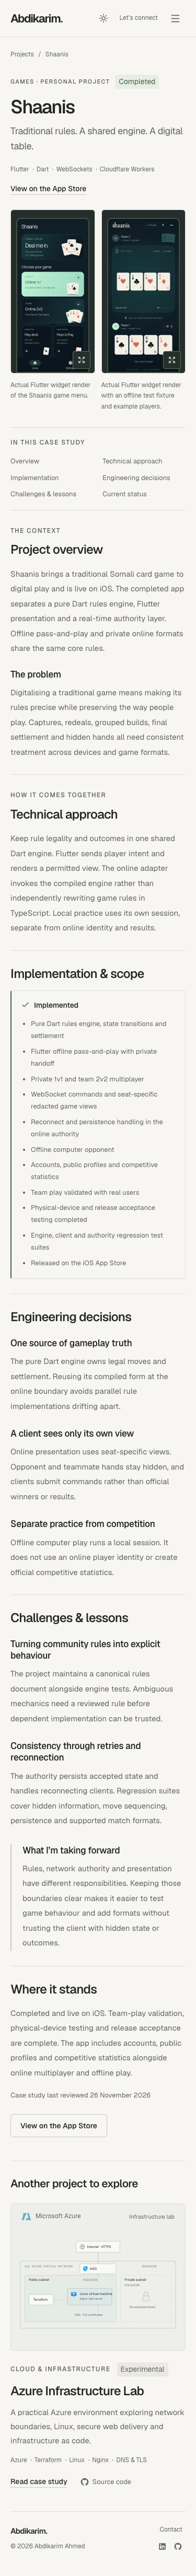 Abdikarim.
Let's connect
Projects / Shaanis
GAMES · PERSONAL PROJECT Completed
Shaanis
Traditional rules. A shared engine. A digital table.
Flutter · Dart · WebSockets · Cloudflare Workers
View on the App Store
Shaanis
Deal me in.
Choose your game
Online 1v1
Online 2v2
shaanis.
Actual Flutter widget render
of the Shaanis game menu.
Actual Flutter widget render
with an offline test fixture
and example players.
IN THIS CASE STUDY
Overview
Technical approach
Implementation
Engineering decisions
Challenges & lessons
Current status
THE CONTEXT
Project overview
Shaanis brings a traditional Somali card game to
digital play and is live on iOS. The completed app
separates a pure Dart rules engine, Flutter
presentation and a real-time authority layer.
Offline pass-and-play and private online formats
share the same core rules.
The problem
Digitalising a traditional game means making its
rules precise while preserving the way people
play. Captures, redeals, grouped builds, final
settlement and hidden hands all need consistent
treatment across devices and game formats.
HOW IT COMES TOGETHER
Technical approach
Keep rule legality and outcomes in one shared
Dart engine. Flutter sends player intent and
renders a permitted view. The online adapter
invokes the compiled engine rather than
independently rewriting game rules in
TypeScript. Local practice uses its own session,
separate from online identity and results.
Implementation & scope
Implemented
• Pure Dart rules engine, state transitions and
settlement
• Flutter offline pass-and-play with private
handoff
• Private 1v1 and team 2v2 multiplayer
• WebSocket commands and seat-specific
redacted game views
• Reconnect and persistence handling in the
online authority
• Offline computer opponent
• Accounts, public profiles and competitive
statistics
• Team play validated with real users
• Physical-device and release acceptance
testing completed
• Engine, client and authority regression test
suites
• Released on the iOS App Store
Engineering decisions
One source of gameplay truth
The pure Dart engine owns legal moves and
settlement. Reusing its compiled form at the
online boundary avoids parallel rule
implementations drifting apart.
A client sees only its own view
Online presentation uses seat-specific views.
Opponent and teammate hands stay hidden, and
clients submit commands rather than official
winners or results.
Separate practice from competition
Offline computer play runs a local session. It
does not use an online player identity or create
official competitive statistics.
Challenges & lessons
Turning community rules into explicit
behaviour
The project maintains a canonical rules
document alongside engine tests. Ambiguous
mechanics need a reviewed rule before
dependent implementation can be trusted.
Consistency through retries and
reconnection
The authority persists accepted state and
handles reconnecting clients. Regression suites
cover hidden information, move sequencing,
persistence and supported match formats.
What I'm taking forward
Rules, network authority and presentation
have different responsibilities. Keeping those
boundaries clear makes it easier to test
game behaviour and add formats without
trusting the client with hidden state or
outcomes.
Where it stands
Completed and live on iOS. Team-play validation,
physical-device testing and release acceptance
are complete. The app includes accounts, public
profiles and competitive statistics alongside
online multiplayer and offline play.
Case study last reviewed 26 November 2026
View on the App Store
Another project to explore
Microsoft Azure
Infrastructure lab
Internet HTTPS
NSG
Public subnet
Private subnet
Terraform
Linux virtual machine
CLOUD & INFRASTRUCTURE Experimental
Azure Infrastructure Lab
A practical Azure environment exploring network
boundaries, Linux, secure web delivery and
infrastructure as code.
Azure · Terraform · Linux · Nginx · DNS & TLS
Read case study Source code
Abdikarim.
Contact
© 2026 Abdikarim Ahmed